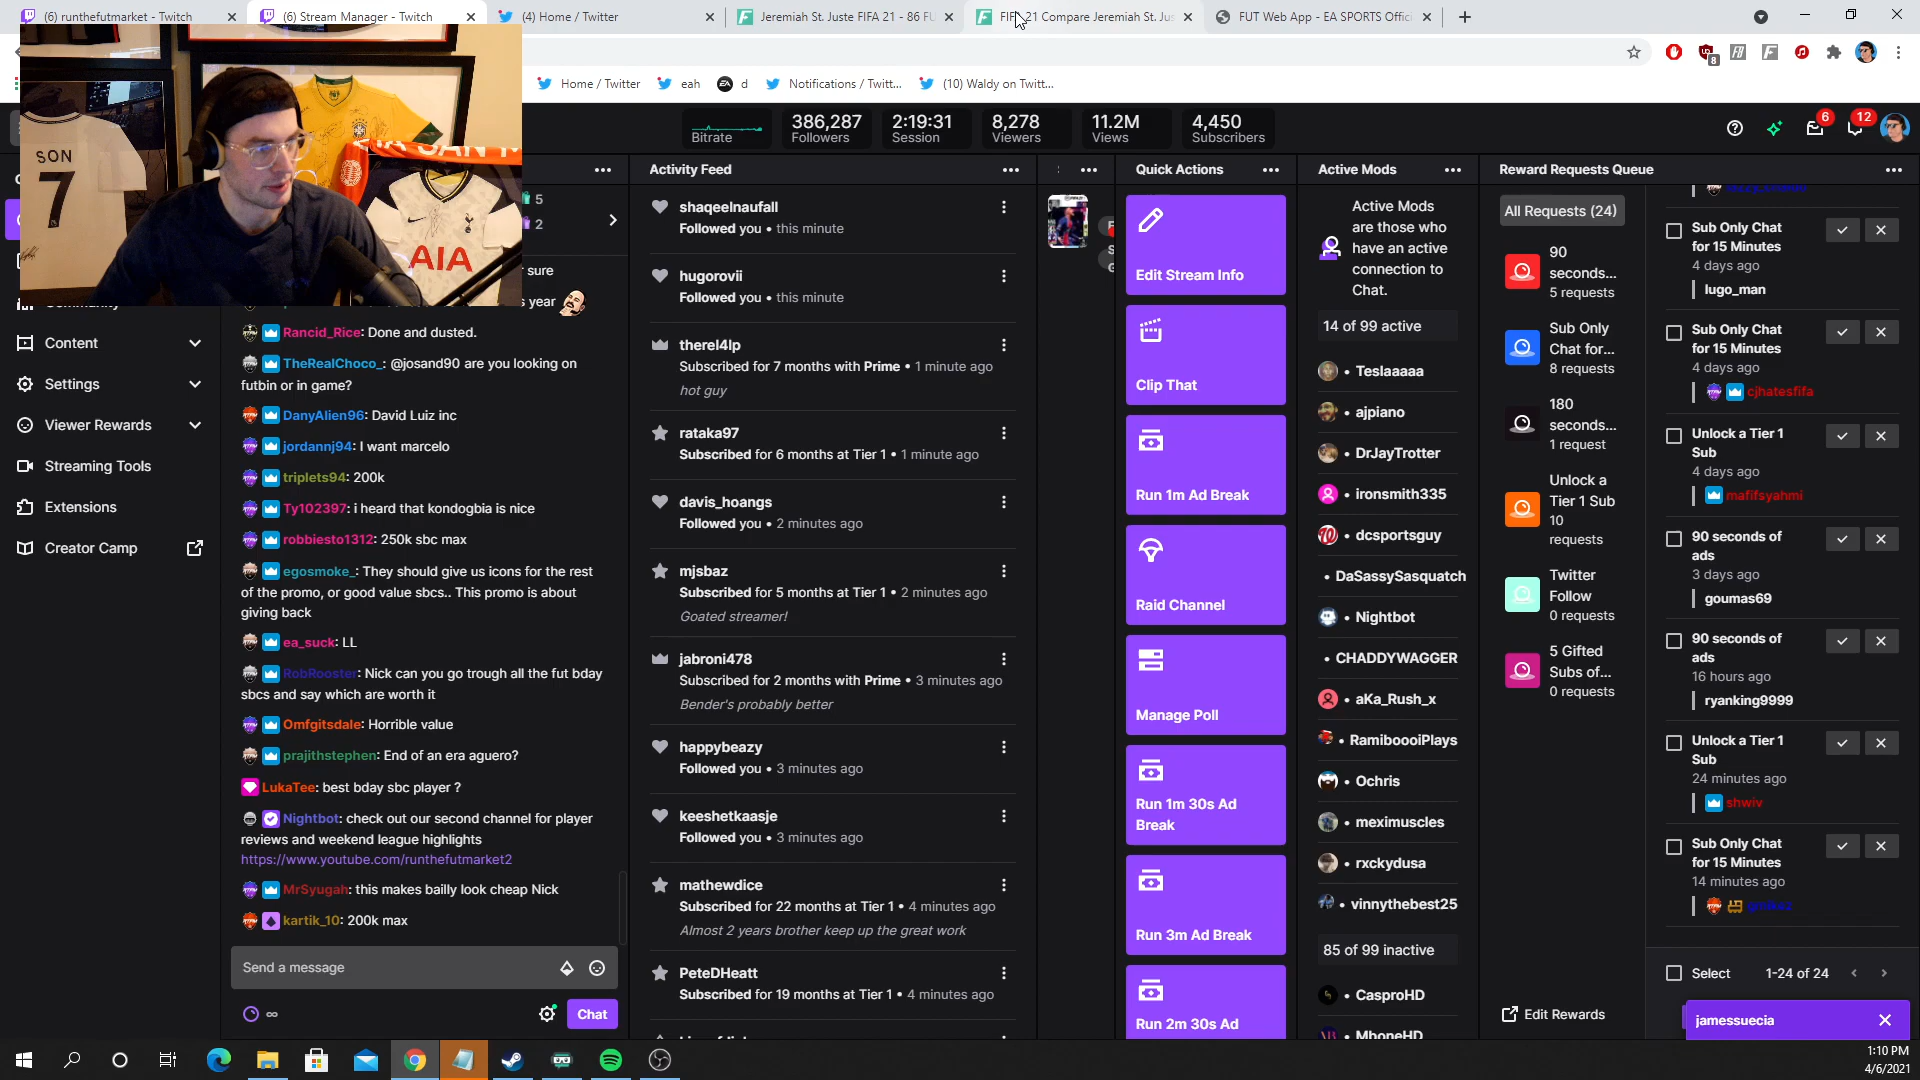 (6) runthefutmarket - Twitch
(6) Stream Manager - Twitch
(4) Home / Twitter
Jeremiah St. Juste FIFA 21 - 86 FU
FIFA 21 Compare Jeremiah St. Jus
FUT Web App - EA SPORTS Offici
8
Home / Twitter
eah
d
Notifications / Twitt...
(10) Waldy on Twitt...
SON
7
AIA
Bitrate
386,287
Followers
2:19:31
Session
8,278
Viewers
11.2M
Views
4,450
Subscribers
6
12
Content
Settings
Viewer Rewards
Streaming Tools
Extensions
Creator Camp
5
2
sure
s year
Rancid_Rice: Done and dusted.
TheRealChoco_: @josand90 are you looking on
futbin or in game?
DanyAlien96: David Luiz inc
jordannj94: I want marcelo
triplets94: 200k
Ty102397: i heard that kondogbia is nice
robbiesto1312: 250k sbc max
egosmoke_: They should give us icons for the rest
of the promo, or good value sbcs.. This promo is about
giving back
ea_suck: LL
RobRooster: Nick can you go trough all the fut bday
sbcs and say which are worth it
Omfgitsdale: Horrible value
prajithstephen: End of an era aguero?
LukaTee: best bday sbc player ?
Nightbot: check out our second channel for player
reviews and weekend league highlights
https://www.youtube.com/runthefutmarket2
MrSyugah: this makes bailly look cheap Nick
kartik_10: 200k max
Send a message
Chat
Activity Feed
shaqeelnaufall
Followed you • this minute
hugorovii
Followed you • this minute
therel4lp
Subscribed for 7 months with Prime • 1 minute ago
hot guy
rataka97
Subscribed for 6 months at Tier 1 • 1 minute ago
davis_hoangs
Followed you • 2 minutes ago
mjsbaz
Subscribed for 5 months at Tier 1 • 2 minutes ago
Goated streamer!
jabroni478
Subscribed for 2 months with Prime • 3 minutes ago
Bender's probably better
happybeazy
Followed you • 3 minutes ago
keeshetkaasje
Followed you • 3 minutes ago
mathewdice
Subscribed for 22 months at Tier 1 • 4 minutes ago
Almost 2 years brother keep up the great work
PeteDHeatt
Subscribed for 19 months at Tier 1 • 4 minutes ago
Quick Actions
Edit Stream Info
Clip That
Run 1m Ad Break
Raid Channel
Manage Poll
Run 1m 30s Ad
Break
Run 3m Ad Break
Run 2m 30s Ad
Active Mods
Active Mods
are those who
have an active
connection to
Chat.
14 of 99 active
• Teslaaaaa
• ajpiano
• DrJayTrotter
• ironsmith335
• dcsportsguy
• DaSassySasquatch
• Nightbot
• CHADDYWAGGER
• aKa_Rush_x
• RamiboooiPlays
• Ochris
• meximuscles
• rxckydusa
• vinnythebest25
85 of 99 inactive
• CasproHD
• MboneHD
Reward Requests Queue
All Requests (24)
90
seconds...
5 requests
Sub Only
Chat for...
8 requests
180
seconds...
1 request
Unlock a
Tier 1 Sub
10
requests
Twitter
Follow
0 requests
5 Gifted
Subs of...
0 requests
Edit Rewards
Sub Only Chat
for 15 Minutes
4 days ago
lugo_man
Sub Only Chat
for 15 Minutes
4 days ago
cjhatesfifa
Unlock a Tier 1
Sub
4 days ago
mafifsyahmi
90 seconds of
ads
3 days ago
goumas69
90 seconds of
ads
16 hours ago
ryanking9999
Unlock a Tier 1
Sub
24 minutes ago
shwiv
Sub Only Chat
for 15 Minutes
14 minutes ago
Select
1-24 of 24
jamessuecia
1:10 PM
4/6/2021